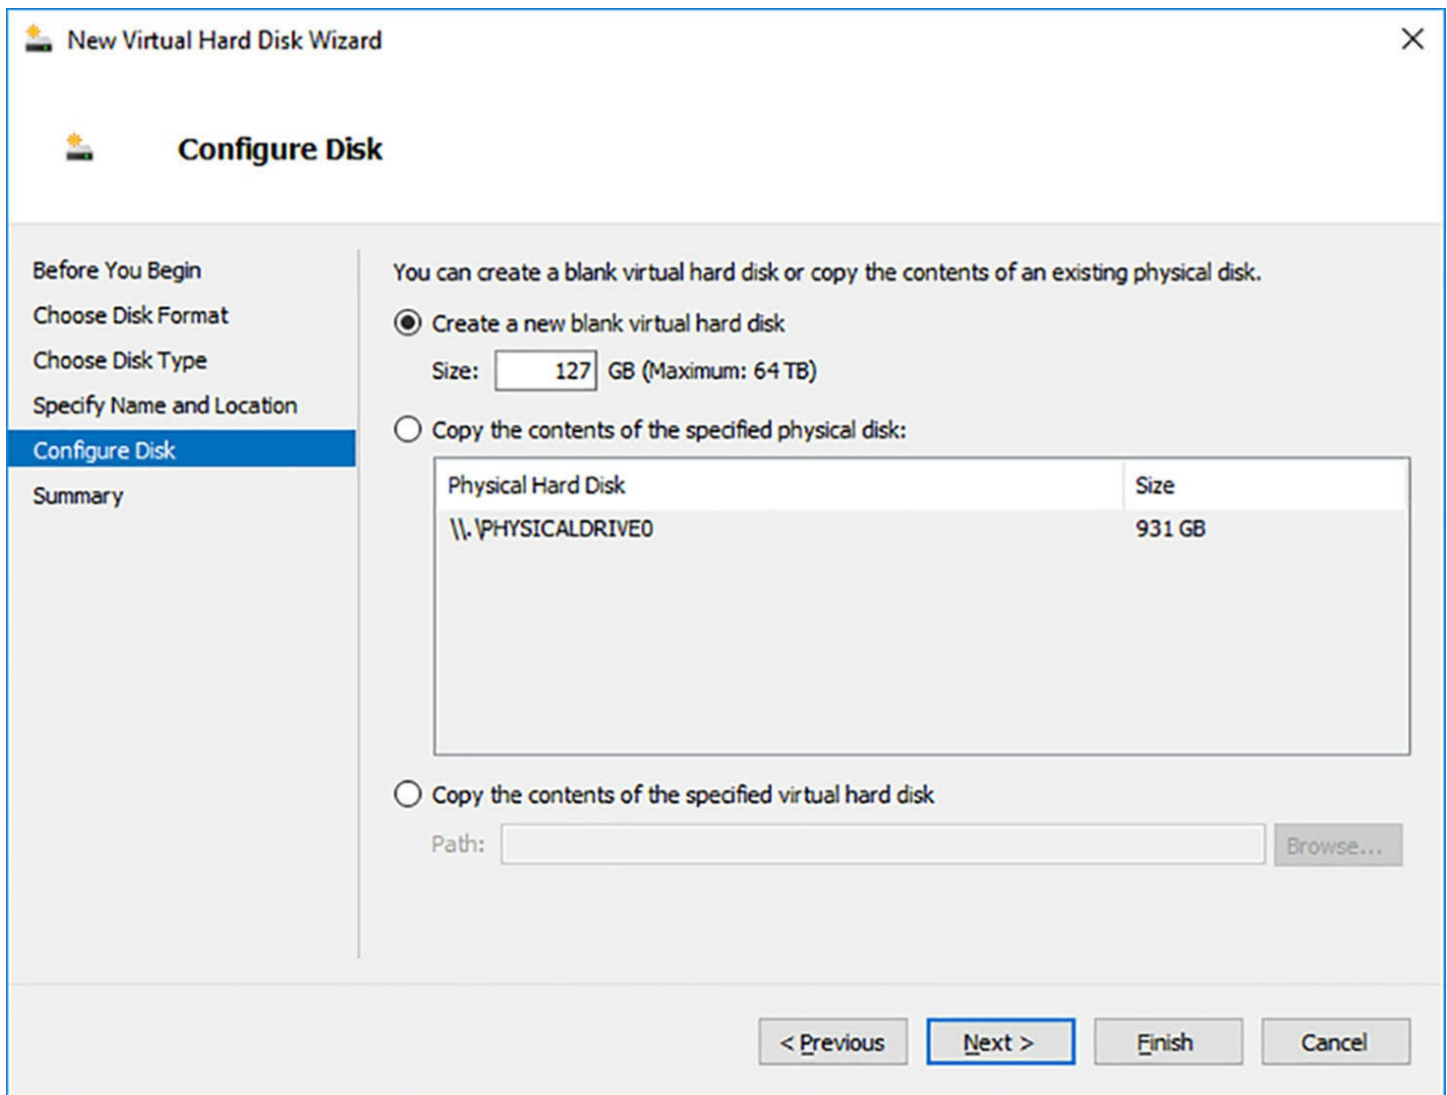 New Virtual Hard Disk Wizard
Configure Disk
Before You Begin
Choose Disk Format
Choose Disk Type
Specify Name and Location
Configure Disk
Summary
You can create a blank virtual hard disk or copy the contents of an existing physical disk.
Create a new blank virtual hard disk
Size: 127 GB (Maximum: 64 TB)
Copy the contents of the specified physical disk:
Physical Hard Disk Size
\\.\PHYSICALDRIVE0 931 GB
Copy the contents of the specified virtual hard disk
Path: Browse...
< Previous Next > Finish Cancel